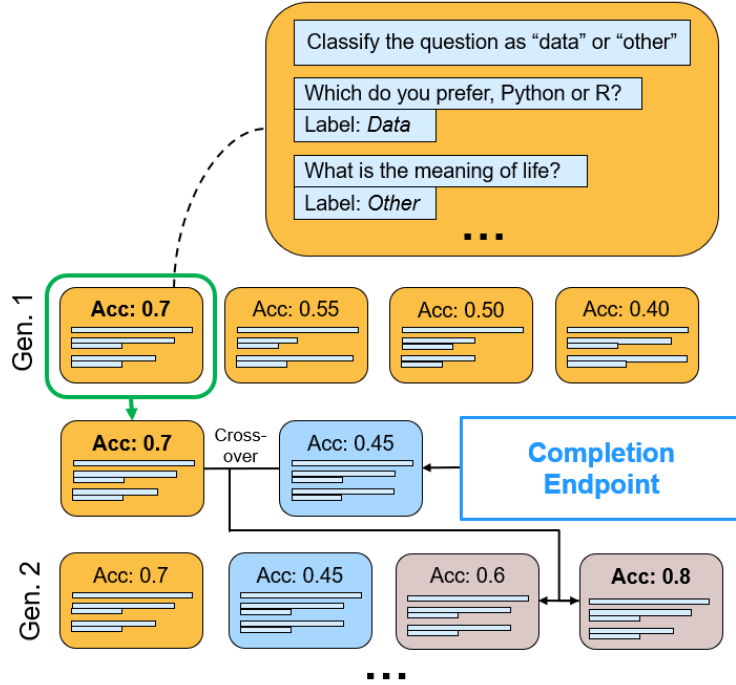 Classify the question as “data” or “other”
Which do you prefer, Python or R?
Label: Data
What is the meaning of life?
Label: Other
...
Gen. 1
Acc: 0.7
Acc: 0.55
Acc: 0.50
Acc: 0.40
Acc: 0.7
Cross-
over
Acc: 0.45
Completion
Endpoint
Gen. 2
Acc: 0.7
Acc: 0.45
Acc: 0.6
Acc: 0.8
...